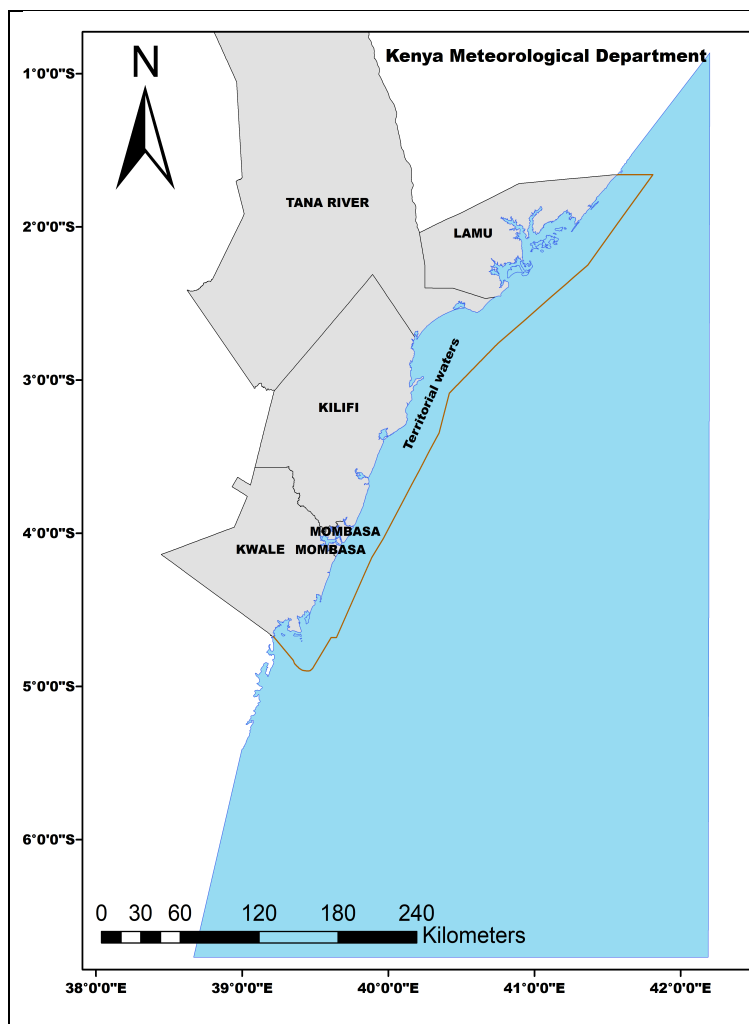 Kenya Meteorological Department
N
1°0'0"S
2°0'0"S
3°0'0"S
4°0'0"S
5°0'0"S
6°0'0"S
TANA RIVER
LAMU
Territorial waters
KILIFI
MOMBASA
KWALE MOMBASA
0 30 60 120 180 240
Kilometers
38°0'0"E 39°0'0"E 40°0'0"E 41°0'0"E 42°0'0"E